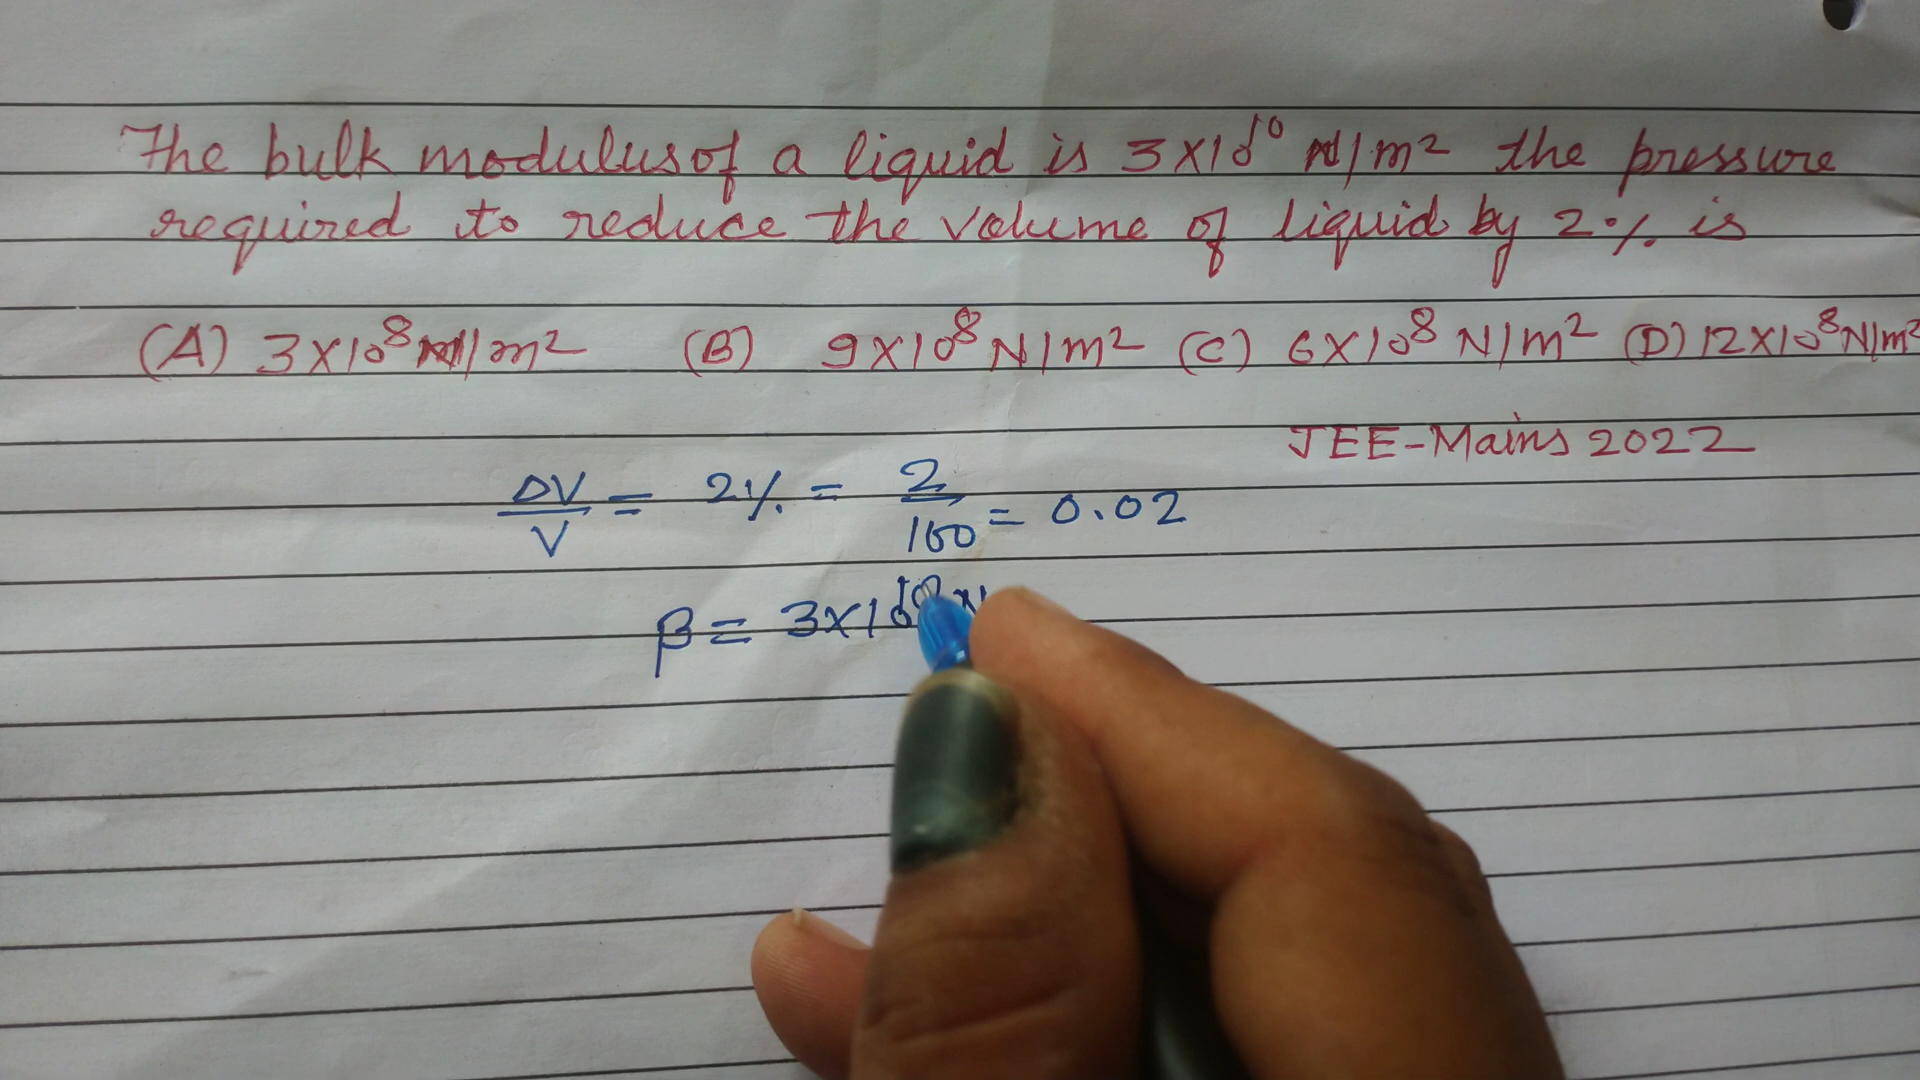 The bulk modulus of a liquid is 3×10¹⁰ N/m² the pressure
required to reduce the volume of liquid by 2% is
(A) 3×10⁸ N/m² (B) 9×10⁸ N/m² (C) 6×10⁸ N/m² (D) 12×10⁸ N/m²
JEE-Mains 2022
ΔV/V = 2% = 2/100 = 0.02
β = 3×10¹⁰ N